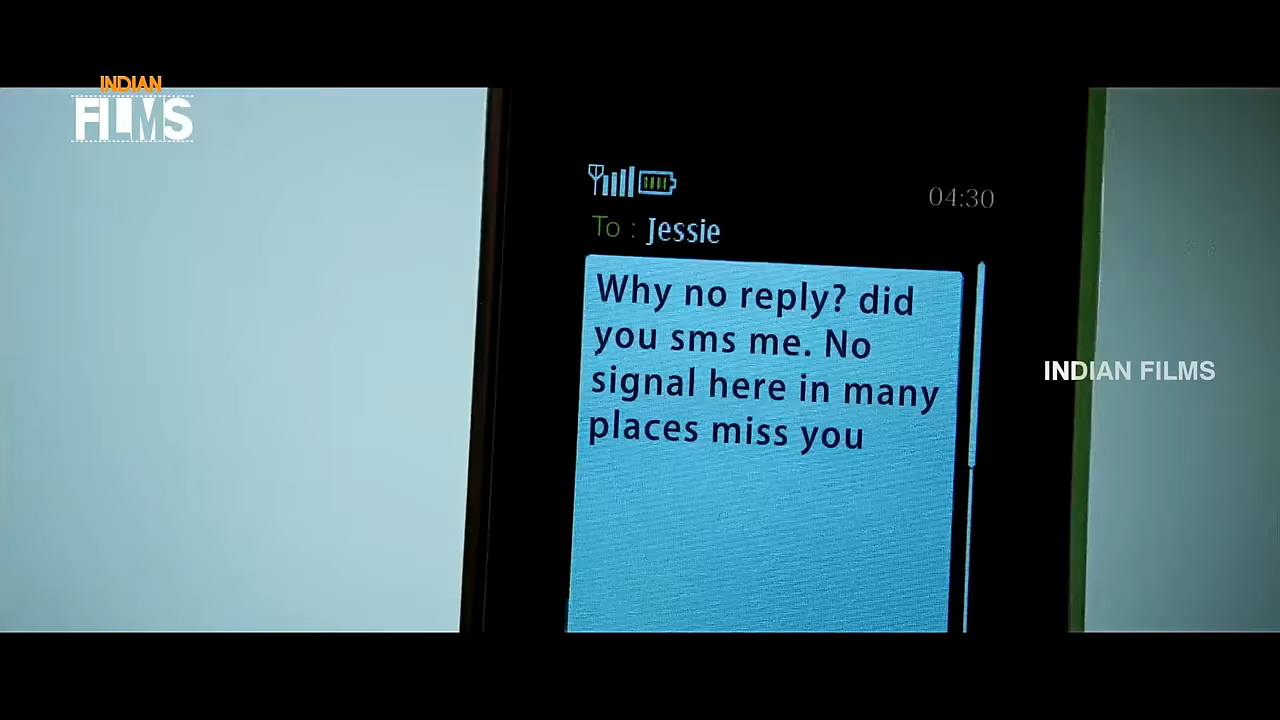 INDIAN
FILMS
04:30
To : Jessie
Why no reply? did
you sms me. No
signal here in many
places miss you
INDIAN FILMS